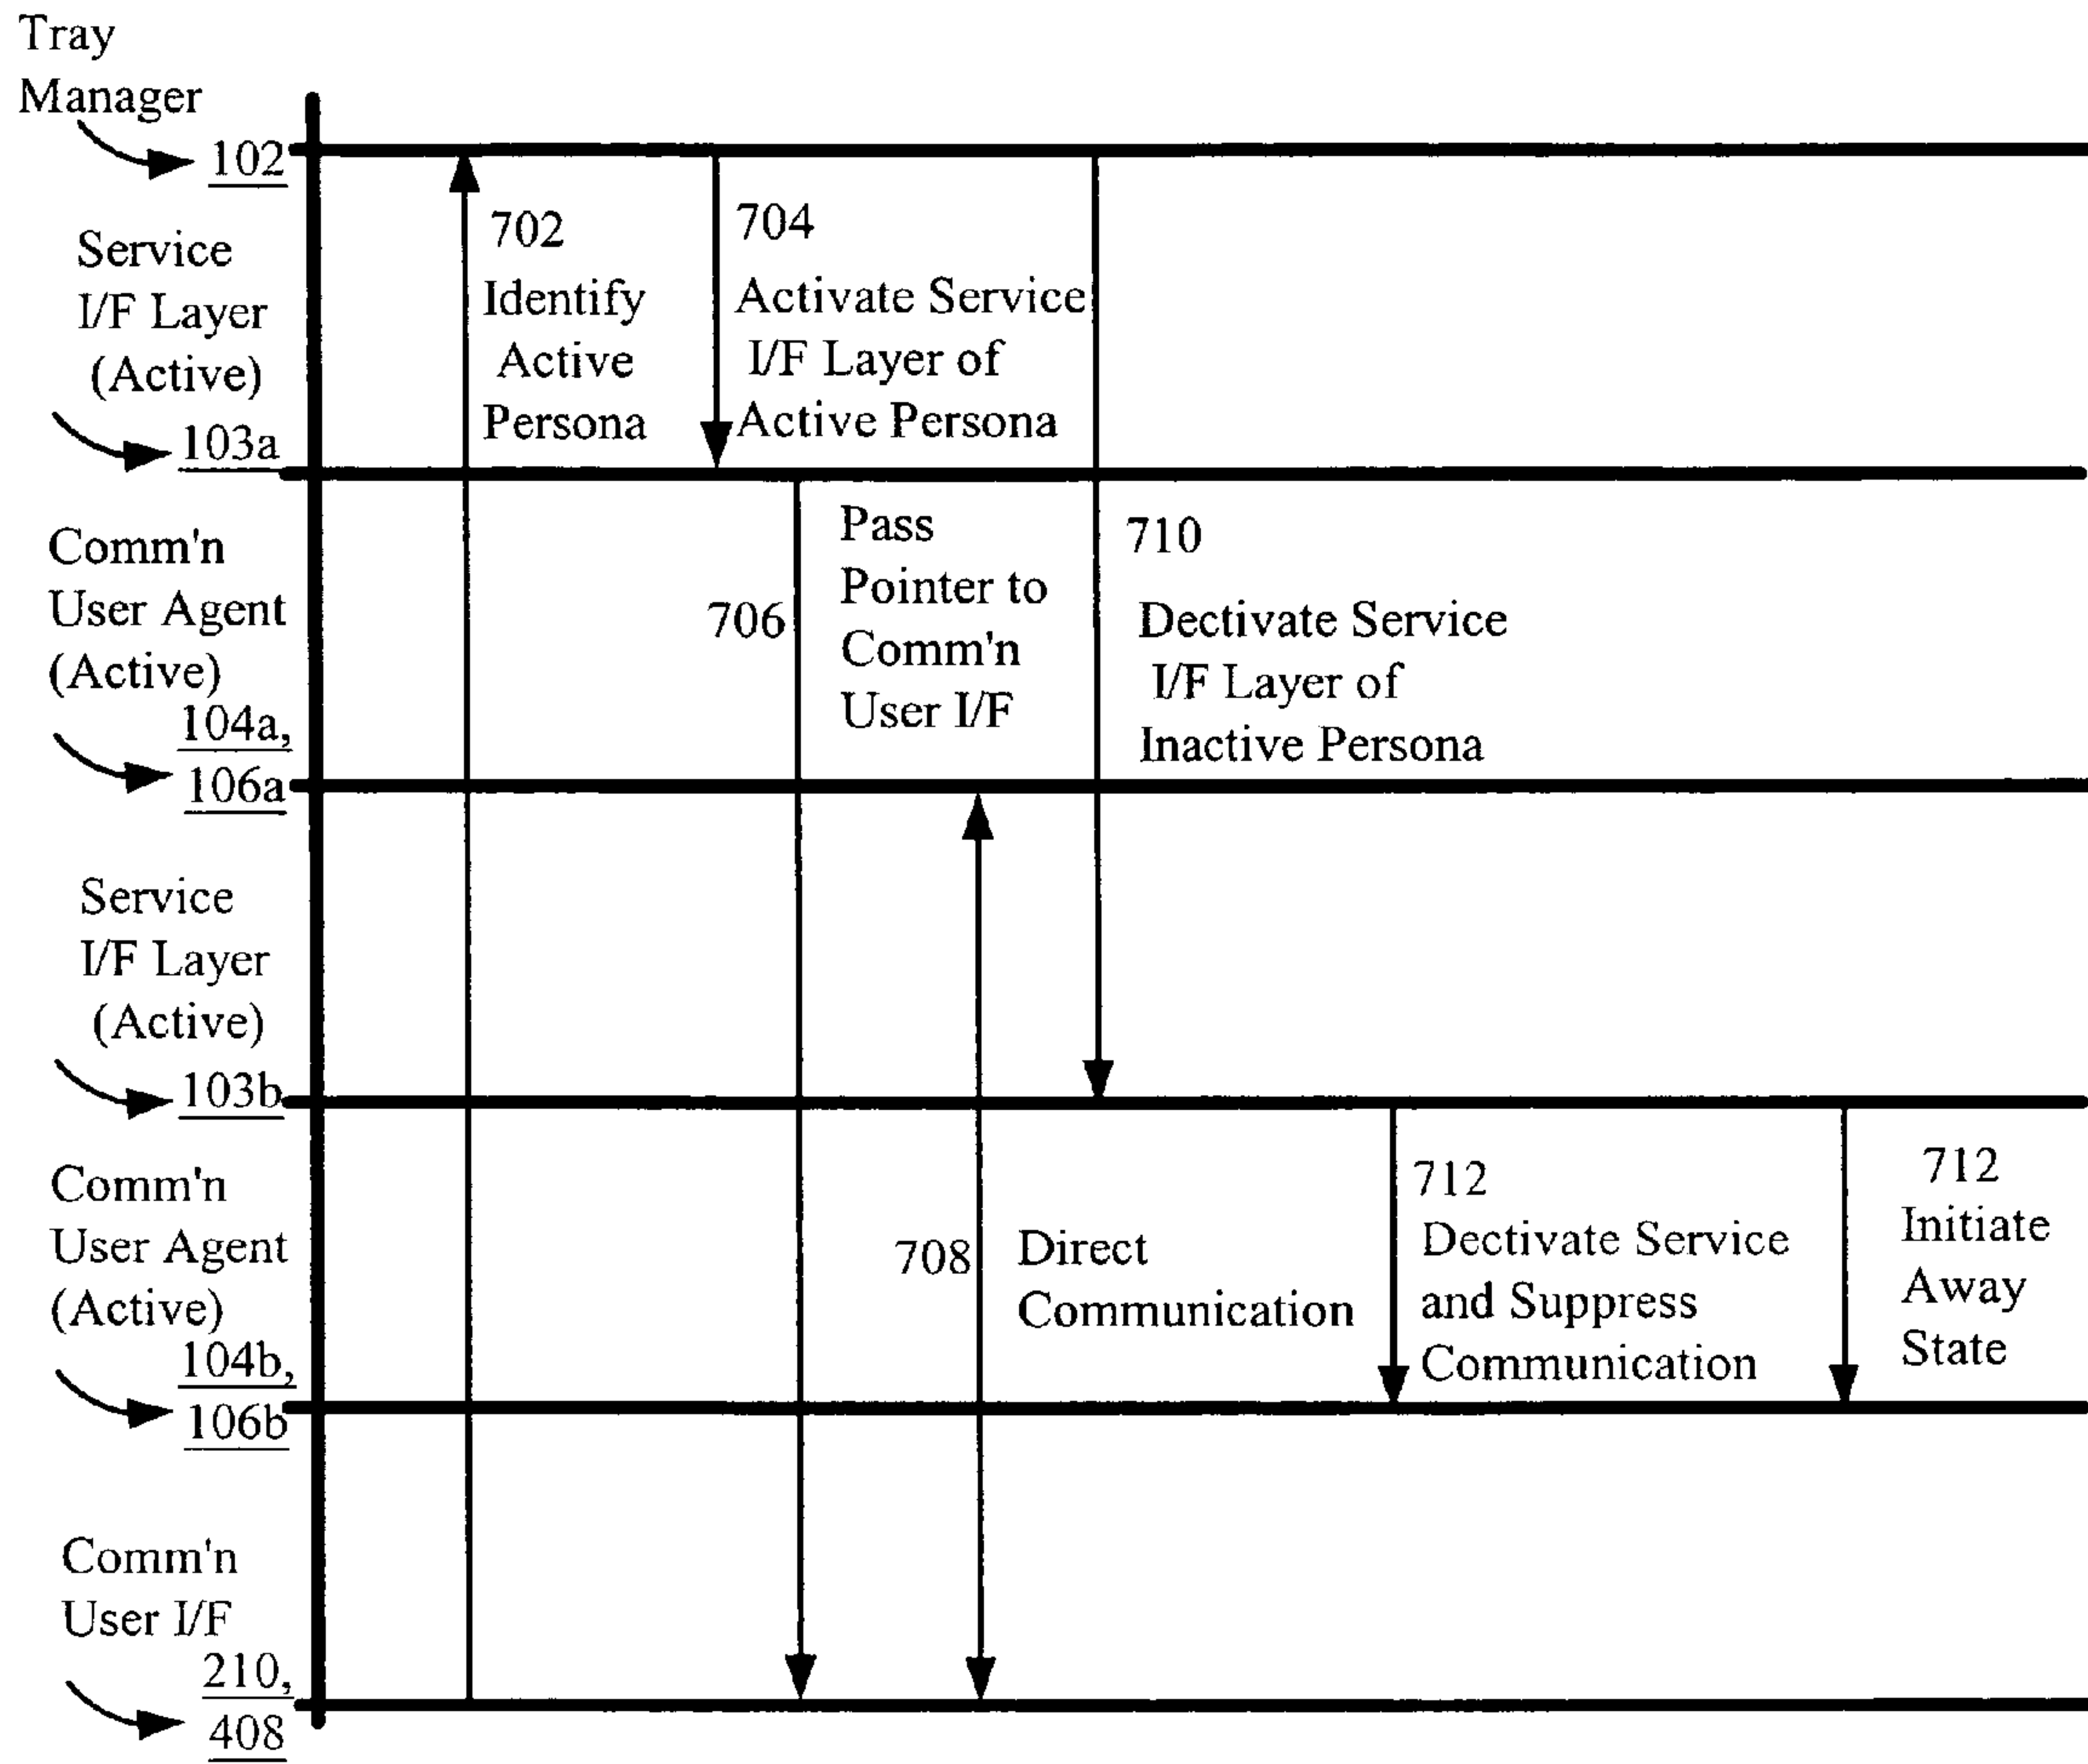 Tray
Manager
102
Service
I/F Layer
(Active)
103a
Comm'n
User Agent
(Active)
104a,
106a
Service
I/F Layer
(Active)
103b
Comm'n
User Agent
(Active)
104b,
106b
Comm'n
User I/F
210,
408
702
Identify
Active
Persona
704
Activate Service
I/F Layer of
Active Persona
706
Pass
Pointer to
Comm'n
User I/F
710
Dectivate Service
I/F Layer of
Inactive Persona
708
Direct
Communication
712
Dectivate Service
and Suppress
Communication
712
Initiate
Away
State